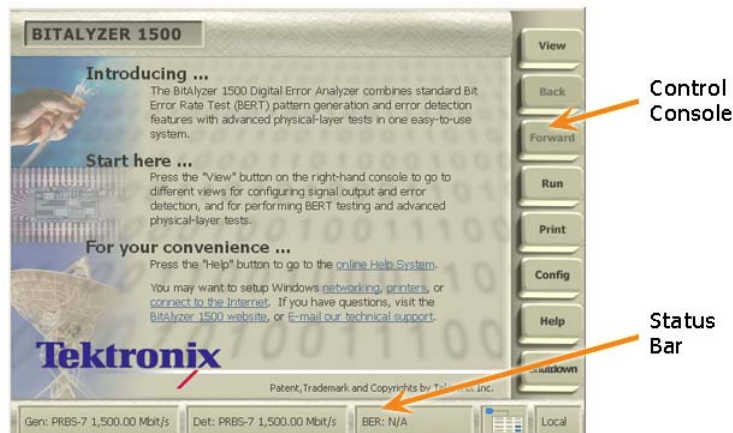 BITALYZER 1500
Introducing ...
The BitAlyzer 1500 Digital Error Analyzer combines standard Bit
Error Rate Test (BERT) pattern generation and error detection
features with advanced physical-layer tests in one easy-to-use
system.
Start here ...
Press the "View" button on the right-hand console to go to
different views for configuring signal output and error
detection, and for performing BERT testing and advanced
physical-layer tests.
For your convenience ...
Press the "Help" button to go to the online Help System.
You may want to setup Windows networking, printers, or
connect to the Internet. If you have questions, visit the
BitAlyzer 1500 website, or E-mail our technical support.
Tektronix
Patent,Trademark and Copyrights by Tektronix Inc.
View
Back
Forward
Run
Print
Config
Help
Shutdown
Gen: PRBS-7 1,500.00 Mbit/s
Det: PRBS-7 1,500.00 Mbit/s
BER: N/A
Local
Control
Console
Status
Bar